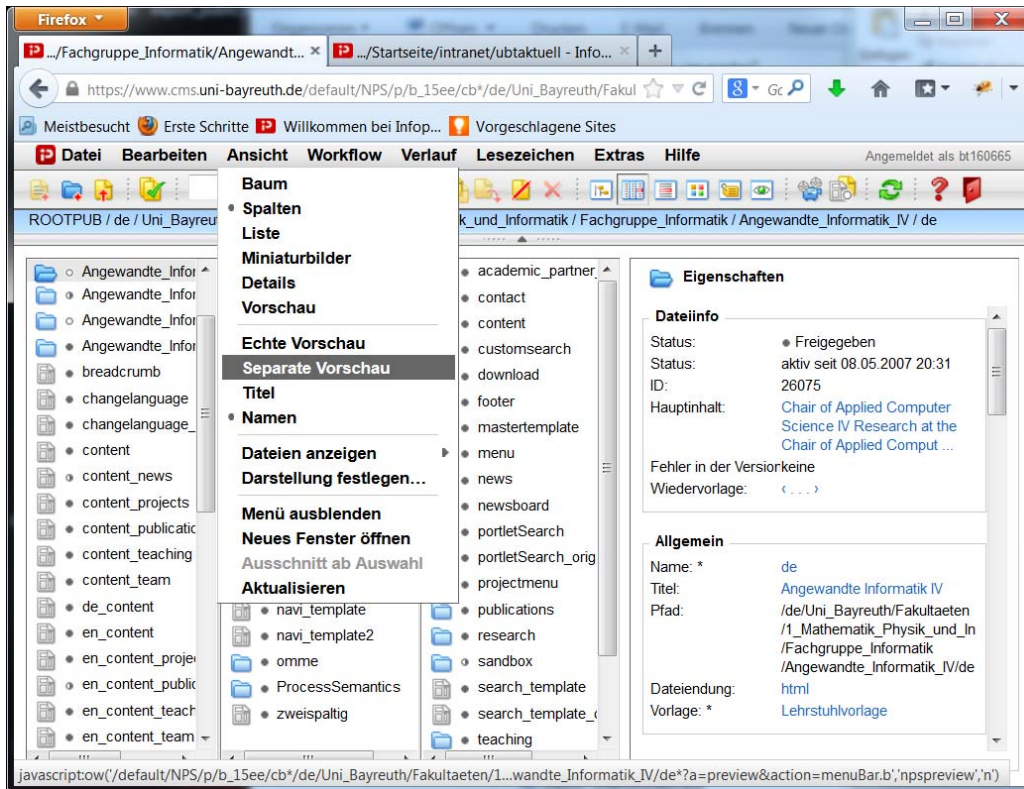 Firefox
.../Fachgruppe_Informatik/Angewandt... × .../Startseite/intranet/ubtaktuell - Info... × +
https://www.cms.uni-bayreuth.de/default/NPS/p/b_15ee/cb*/de/Uni_Bayreuth/Fakul
Meistbesucht Erste Schritte Willkommen bei Infop... Vorgeschlagene Sites
Datei Bearbeiten Ansicht Workflow Verlauf Lesezeichen Extras Hilfe Angemeldet als bt160665
ROOTPUB / de / Uni_Bayreu k_und_Informatik / Fachgruppe_Informatik / Angewandte_Informatik_IV / de
Angewandte_Infor
Angewandte_Infor
Angewandte_Infor
Angewandte_Infor
breadcrumb
changelanguage
changelanguage_
content
content_news
content_projects
content_publicatic
content_teaching
content_team
de_content
en_content
en_content_proje
en_content_public
en_content_teach
en_content_team
Baum
Spalten
Liste
Miniaturbilder
Details
Vorschau
Echte Vorschau
Separate Vorschau
Titel
Namen
Dateien anzeigen
Darstellung festlegen...
Menü ausblenden
Neues Fenster öffnen
Ausschnitt ab Auswahl
Aktualisieren
navi_template
navi_template2
omme
ProcessSemantics
zweispaltig
academic_partner_
contact
content
customsearch
download
footer
mastertemplate
menu
news
newsboard
portletSearch
portletSearch_orig
projectmenu
publications
research
sandbox
search_template
search_template_c
teaching
Eigenschaften
Dateiinfo
Status: Freigegeben
Status: aktiv seit 08.05.2007 20:31
ID: 26075
Hauptinhalt: Chair of Applied Computer
Science IV Research at the
Chair of Applied Comput ...
Fehler in der Version keine
Wiedervorlage: ‹ . . . ›
Allgemein
Name: * de
Titel: Angewandte Informatik IV
Pfad: /de/Uni_Bayreuth/Fakultaeten
/1_Mathematik_Physik_und_In
/Fachgruppe_Informatik
/Angewandte_Informatik_IV/de
Dateiendung: html
Vorlage: * Lehrstuhlvorlage
javascript:ow('/default/NPS/p/b_15ee/cb*/de/Uni_Bayreuth/Fakultaeten/1...wandte_Informatik_IV/de*?a=preview&action=menuBar.b','npspreview','n')